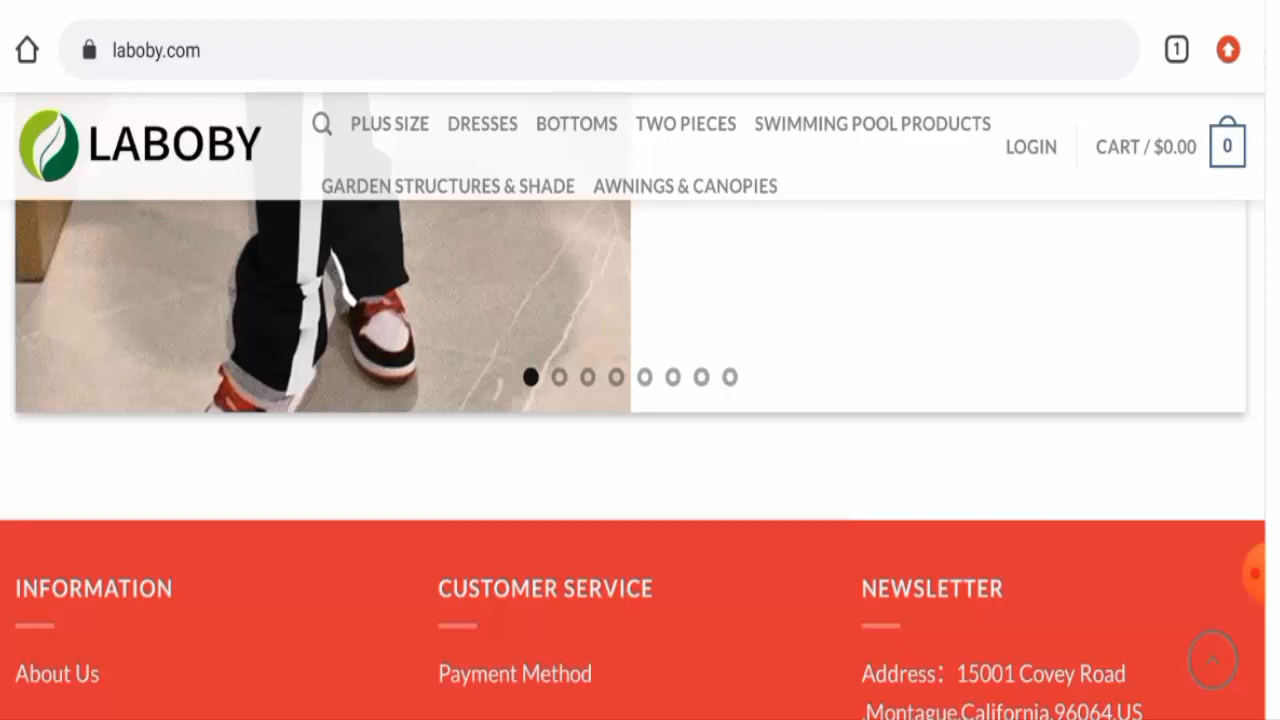 laboby.com
1
LABOBY
PLUS SIZE DRESSES BOTTOMS TWO PIECES SWIMMING POOL PRODUCTS
LOGIN CART / $0.00 0
GARDEN STRUCTURES & SHADE AWNINGS & CANOPIES
INFORMATION
CUSTOMER SERVICE
NEWSLETTER
About Us
Payment Method
Address：15001 Covey Road
,Montague,California,96064,US